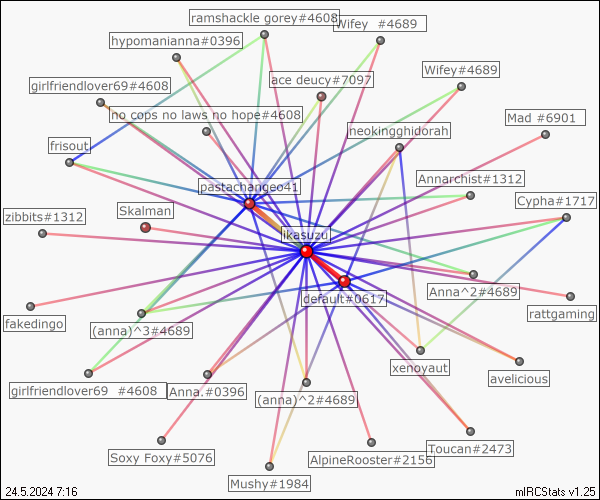 ramshackle gorey#4608
Wifey  #4689
hypomanianna#0396
ace deucy#7097
Wifey#4689
girlfriendlover69#4608
no cops no laws no hope#4608
Mad #6901
neokingghidorah
frisout
Annarchist#1312
pastachangeo41
Cypha#1717
Skalman
zibbits#1312
ikasuzu
Anna^2#4689
default#0617
rattgaming
fakedingo
(anna)^3#4689
xenoyaut
avelicious
girlfriendlover69  #4608
Anna.#0396
(anna)^2#4689
Toucan#2473
Soxy Foxy#5076
AlpineRooster#2156
Mushy#1984
24.5.2024 7:16
mIRCStats v1.25